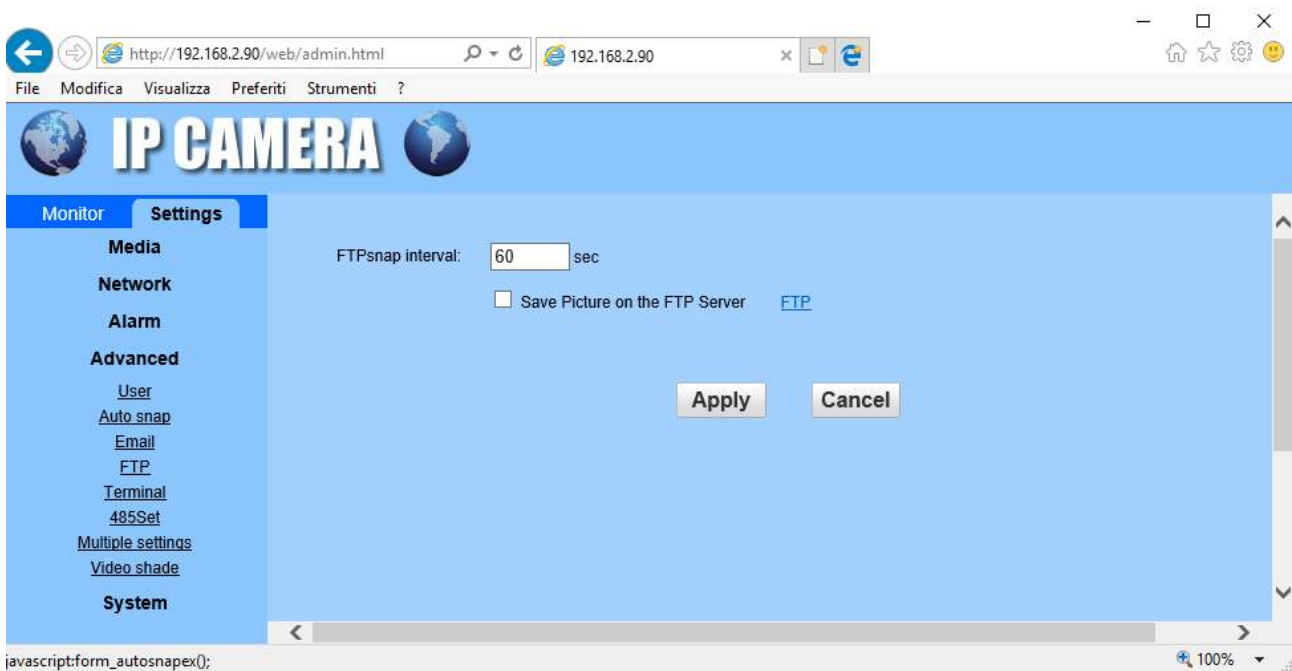 http://192.168.2.90/web/admin.html
192.168.2.90
File Modifica Visualizza Preferiti Strumenti ?
IP CAMERA
Monitor Settings
Media
Network
Alarm
Advanced
User
Auto snap
Email
FTP
Terminal
485Set
Multiple settings
Video shade
System
FTPsnap interval: 60 sec
Save Picture on the FTP Server FTP
Apply Cancel
javascript:form_autosnapex();
100%